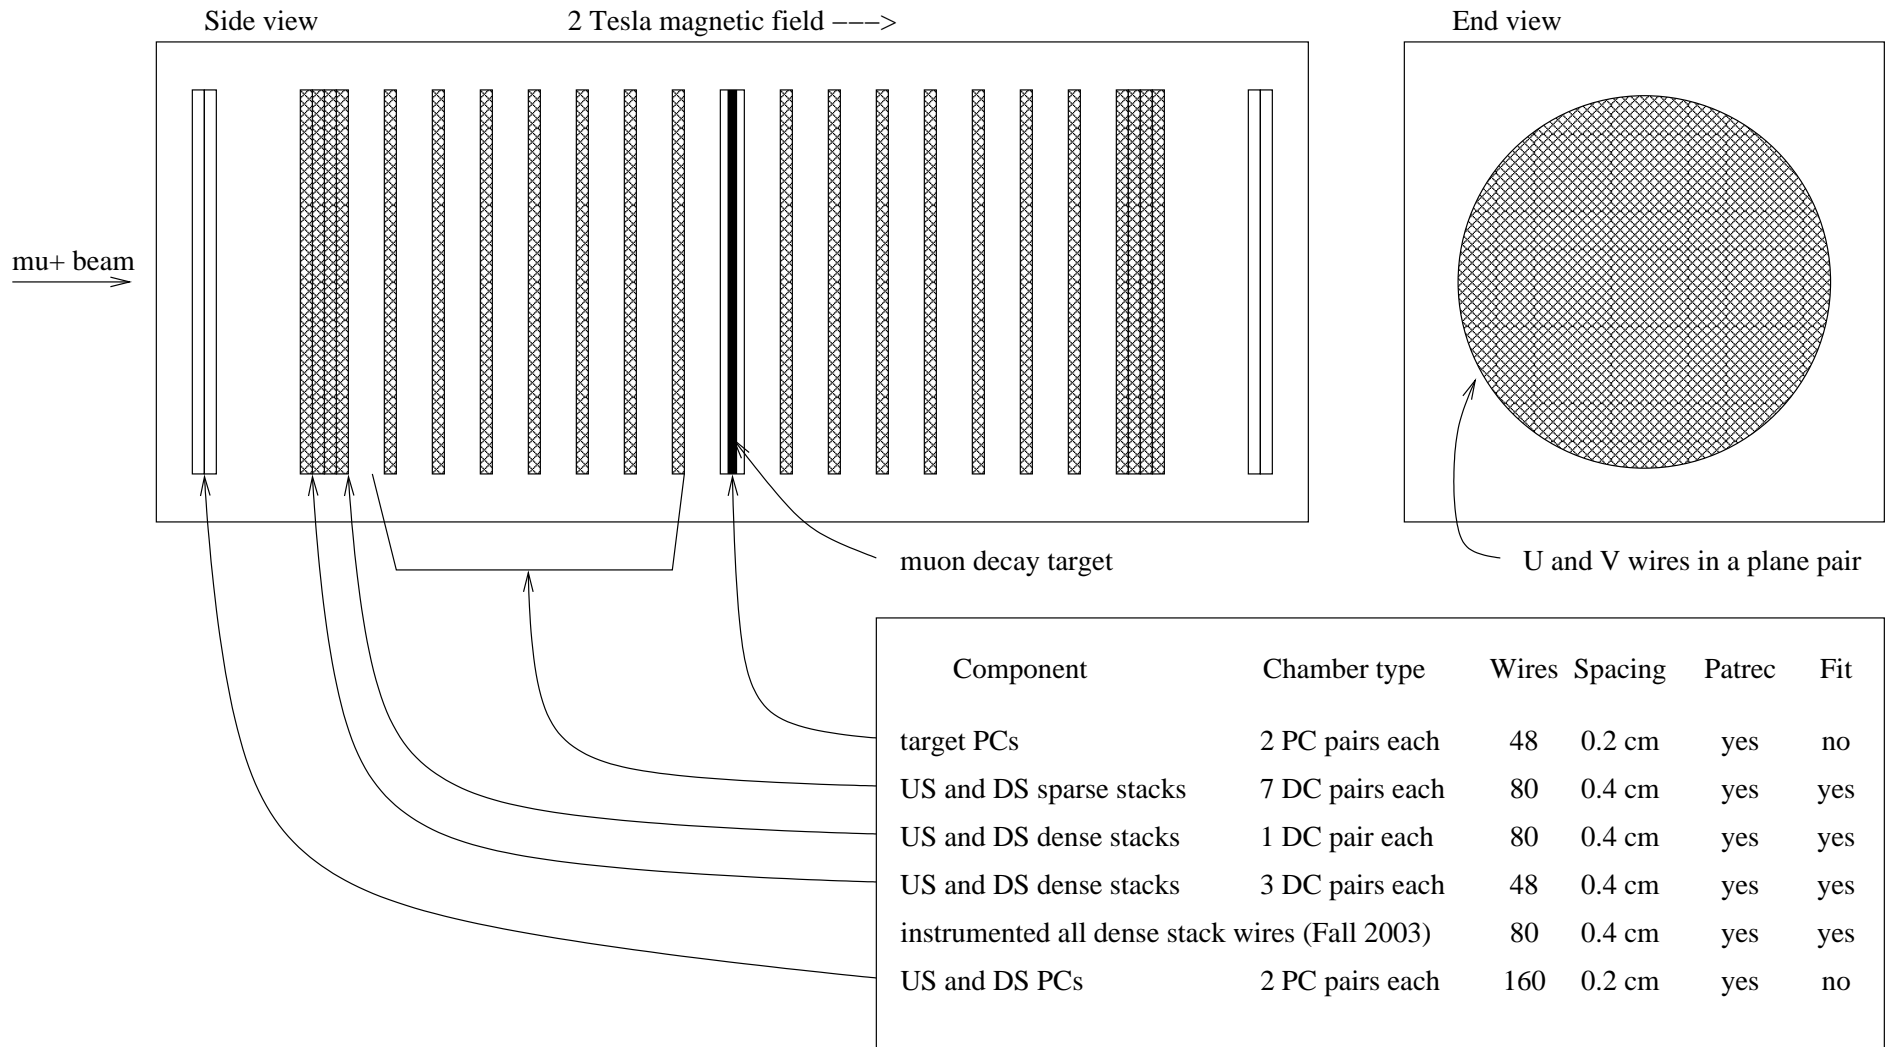 Side view 2 Tesla magnetic field ---> End view
mu+ beam
muon decay target U and V wires in a plane pair
Component Chamber type Wires Spacing Patrec Fit
target PCs 2 PC pairs each 48 0.2 cm yes no
US and DS sparse stacks 7 DC pairs each 80 0.4 cm yes yes
US and DS dense stacks 1 DC pair each 80 0.4 cm yes yes
US and DS dense stacks 3 DC pairs each 48 0.4 cm yes yes
instrumented all dense stack wires (Fall 2003) 80 0.4 cm yes yes
US and DS PCs 2 PC pairs each 160 0.2 cm yes no